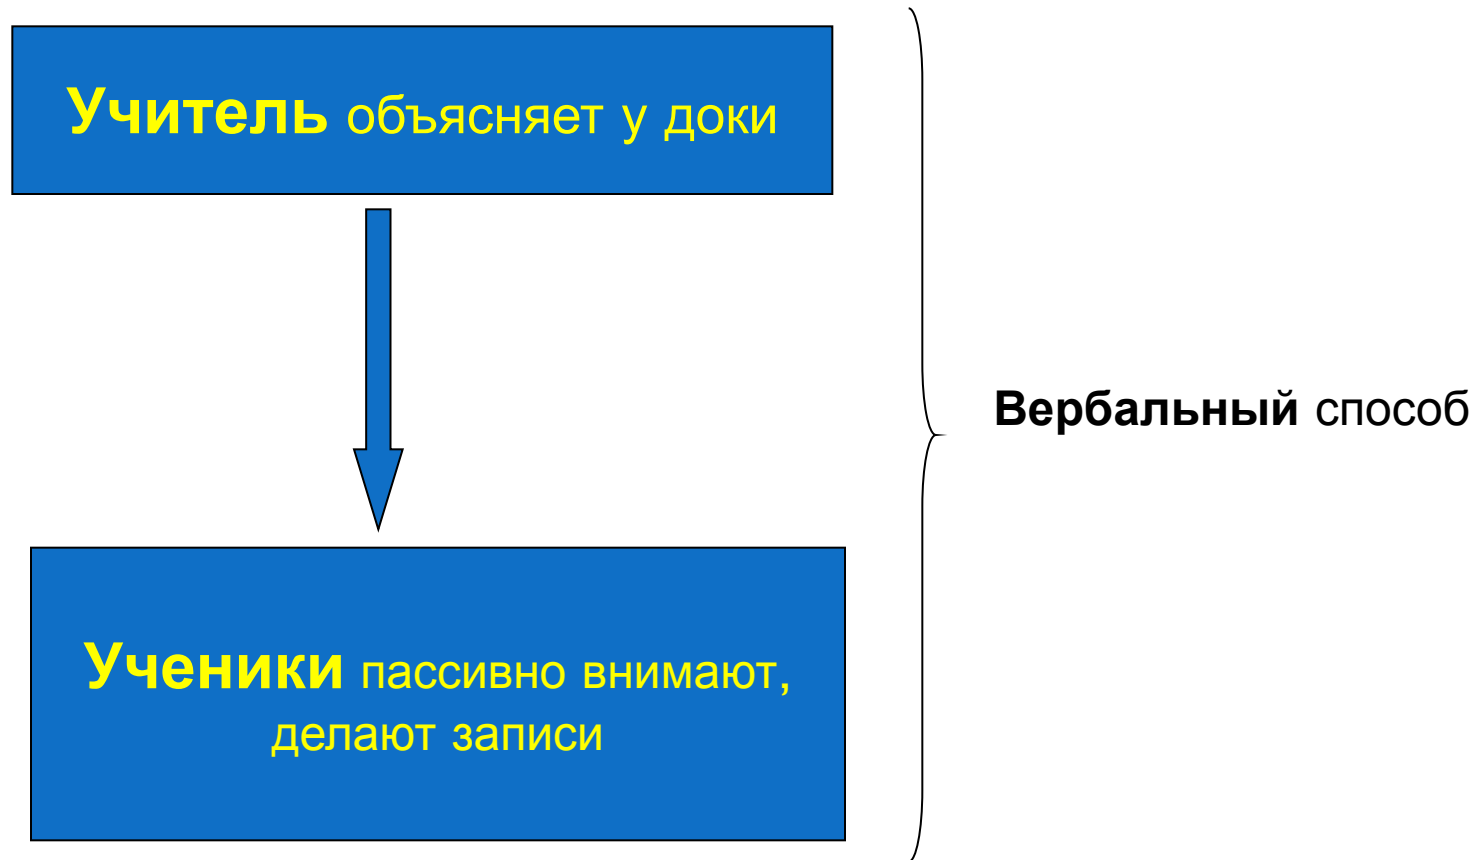 Учитель объясняет у доки
Вербальный способ
Ученики пассивно внимают,
делают записи